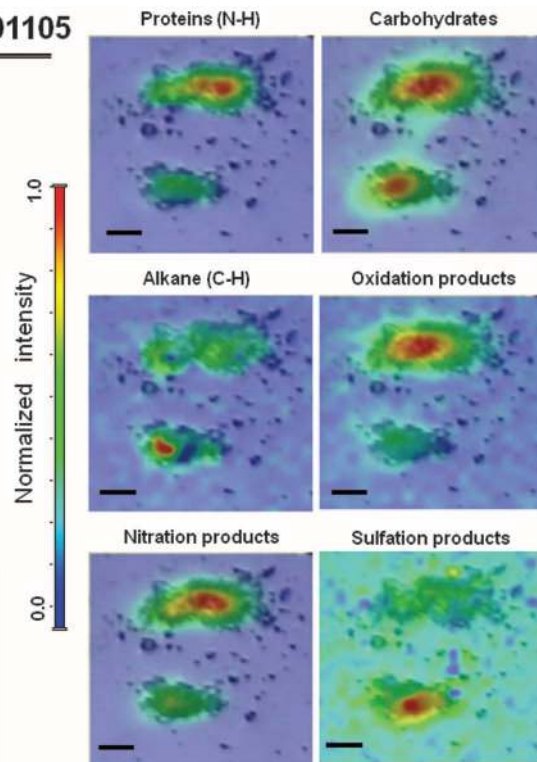 01105
Proteins (N-H)
Carbohydrates
1.0
Normalized intensity
0.0
Alkane (C-H)
Oxidation products
Nitration products
Sulfation products